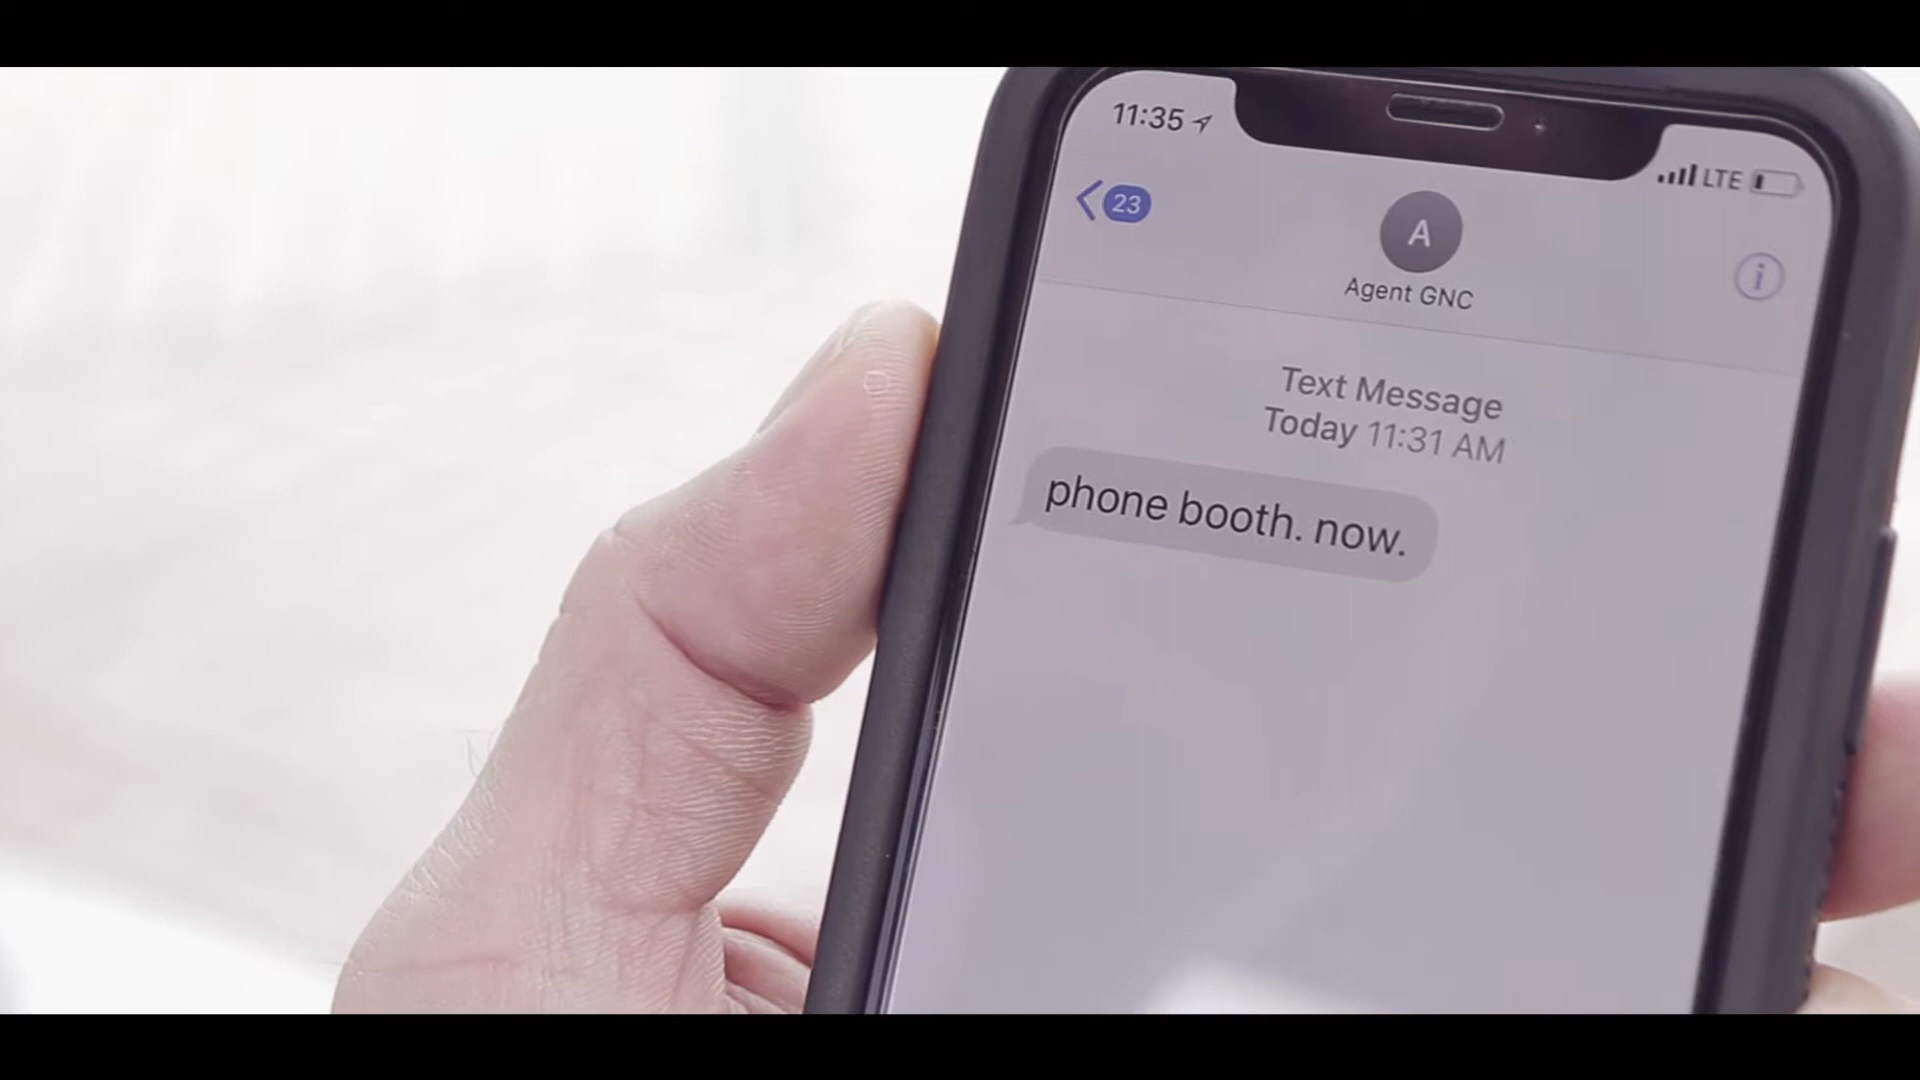 11:35
LTE
23
A
Agent GNC
i
Text Message
Today 11:31 AM
phone booth. now.